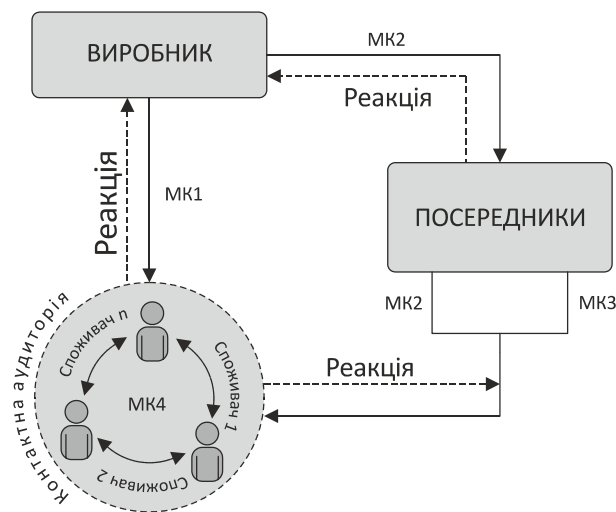 ВИРОБНИК
МК2
Реакція
Реакція
МК1
ПОСЕРЕДНИКИ
МК2
МК3
Контактна аудиторія
Споживач n
Споживач 1
МК4
Споживач 2
Реакція